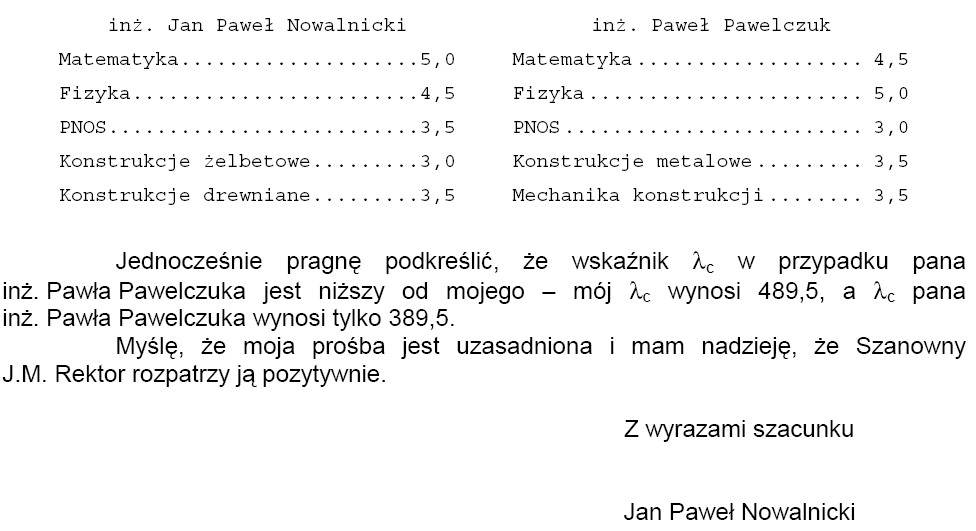 inż. Jan Paweł Nowalnicki
Matematyka....................5,0
Fizyka........................4,5
PNOS..........................3,5
Konstrukcje żelbetowe.........3,0
Konstrukcje drewniane.........3,5
inż. Paweł Pawelczuk
Matematyka................... 4,5
Fizyka....................... 5,0
PNOS......................... 3,0
Konstrukcje metalowe......... 3,5
Mechanika konstrukcji........ 3,5
Jednocześnie pragnę podkreślić, że wskaźnik λc w przypadku pana
inż. Pawła Pawelczuka jest niższy od mojego – mój λc wynosi 489,5, a λc pana
inż. Pawła Pawelczuka wynosi tylko 389,5.
Myślę, że moja prośba jest uzasadniona i mam nadzieję, że Szanowny
J.M. Rektor rozpatrzy ją pozytywnie.
Z wyrazami szacunku
Jan Paweł Nowalnicki